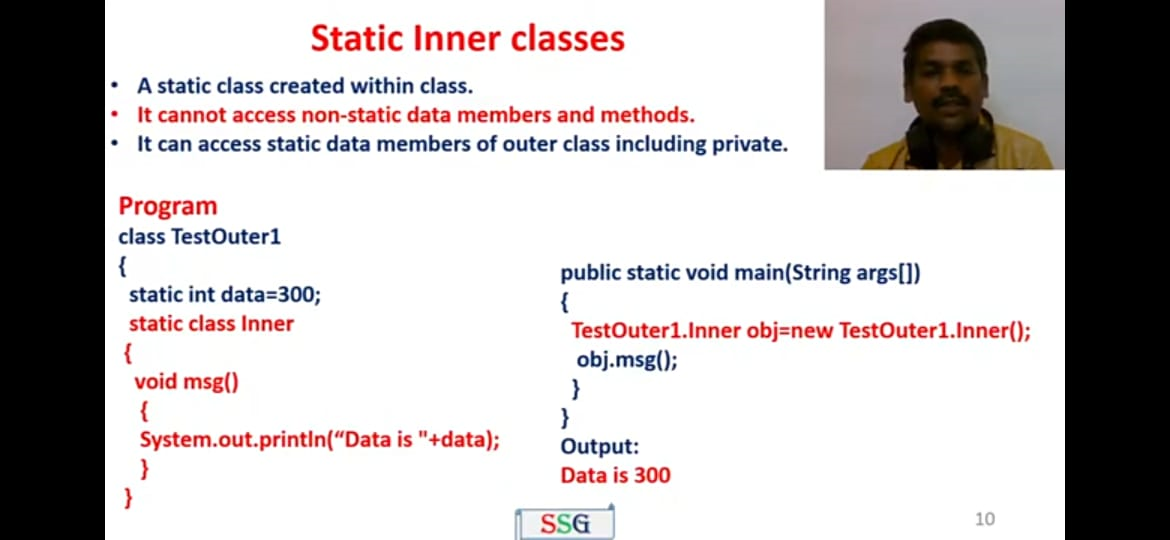 Static Inner classes
• A static class created within class.
• It cannot access non-static data members and methods.
• It can access static data members of outer class including private.
Program
class TestOuter1
{
static int data=300;
static class Inner
{
void msg()
{
System.out.println(“Data is "+data);
}
}
public static void main(String args[])
{
TestOuter1.Inner obj=new TestOuter1.Inner();
obj.msg();
}
}
Output:
Data is 300
SSG
10